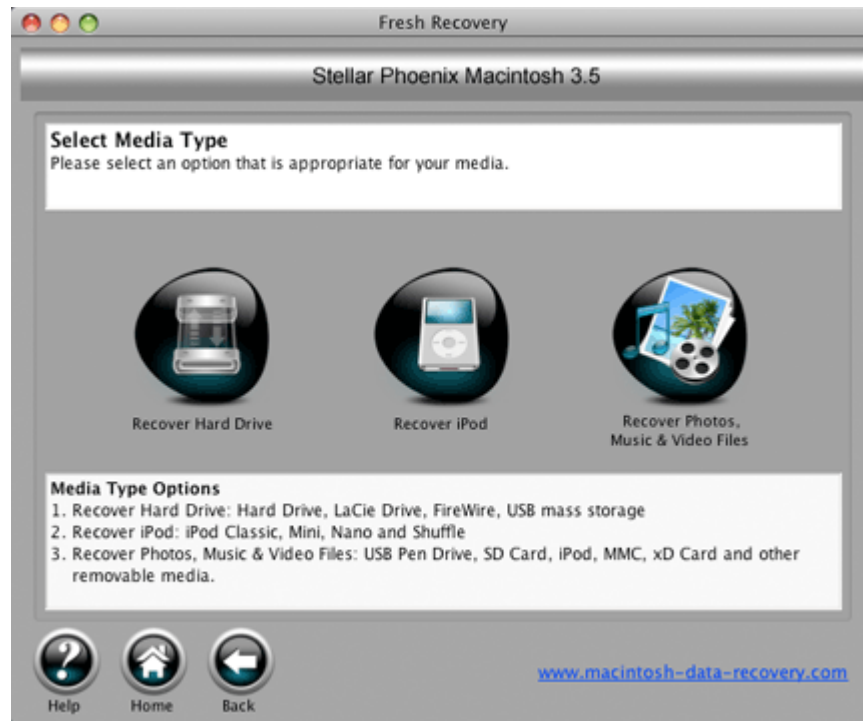 Fresh Recovery
Stellar Phoenix Macintosh 3.5
Select Media Type
Please select an option that is appropriate for your media.
Recover Hard Drive
Recover iPod
Recover Photos,
Music & Video Files
Media Type Options
1. Recover Hard Drive: Hard Drive, LaCie Drive, FireWire, USB mass storage
2. Recover iPod: iPod Classic, Mini, Nano and Shuffle
3. Recover Photos, Music & Video Files: USB Pen Drive, SD Card, iPod, MMC, xD Card and other
removable media.
?
Help
Home
Back
www.macintosh-data-recovery.com